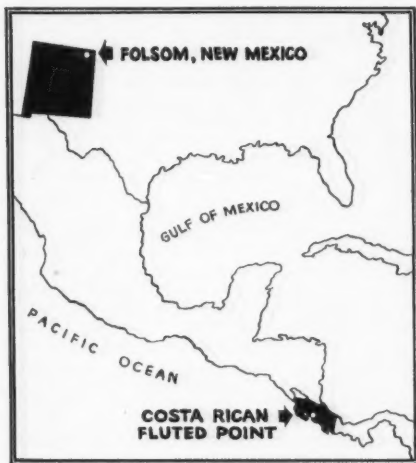 FOLSOM, NEW MEXICO
GULF OF MEXICO
PACIFIC OCEAN
COSTA RICAN
FLUTED POINT